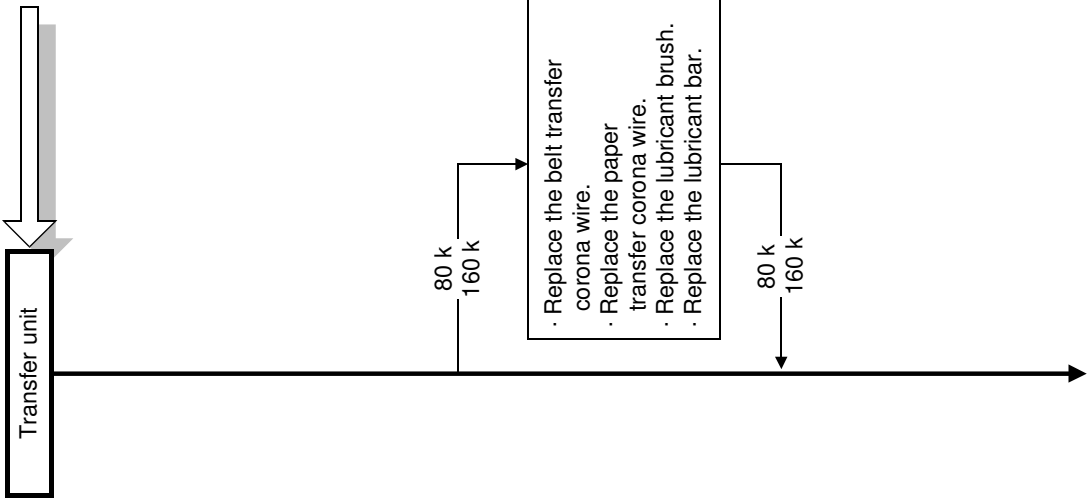 Transfer unit
80 k
160 k
· Replace the belt transfer
corona wire.
· Replace the paper
transfer corona wire.
· Replace the lubricant brush.
· Replace the lubricant bar.
80 k
160 k